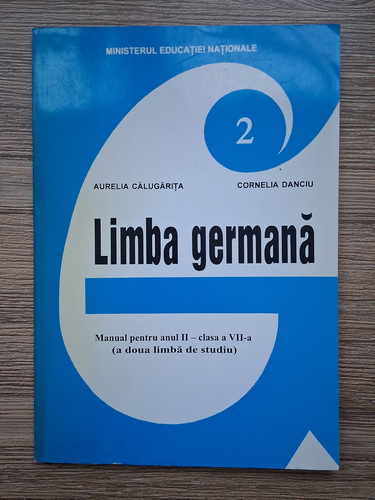 MINISTERUL EDUCAȚIEI NAȚIONALE
2
AURELIA CĂLUGĂRIȚA CORNELIA DANCIU
Limba germană
Manual pentru anul II – clasa a VII-a
(a doua limbă de studiu)